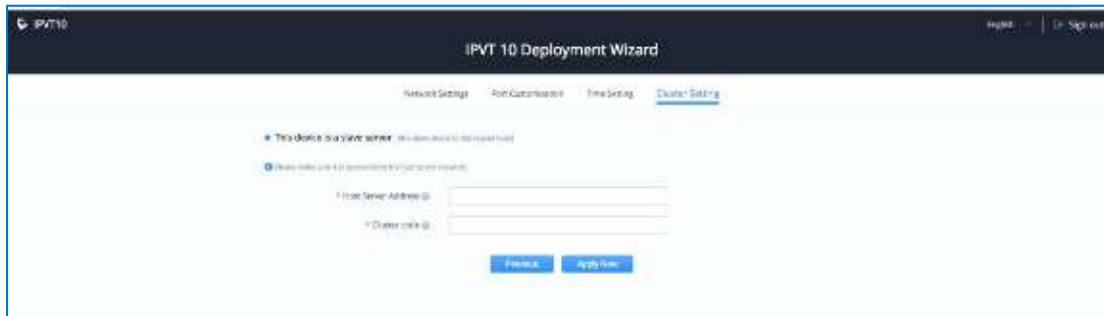 IPVT10
English
Sign out
IPVT 10 Deployment Wizard
Network Settings Port Customization Time Setting Cluster Setting
This device is a slave server
* Host Server Address
* Cluster code
Previous Apply Now